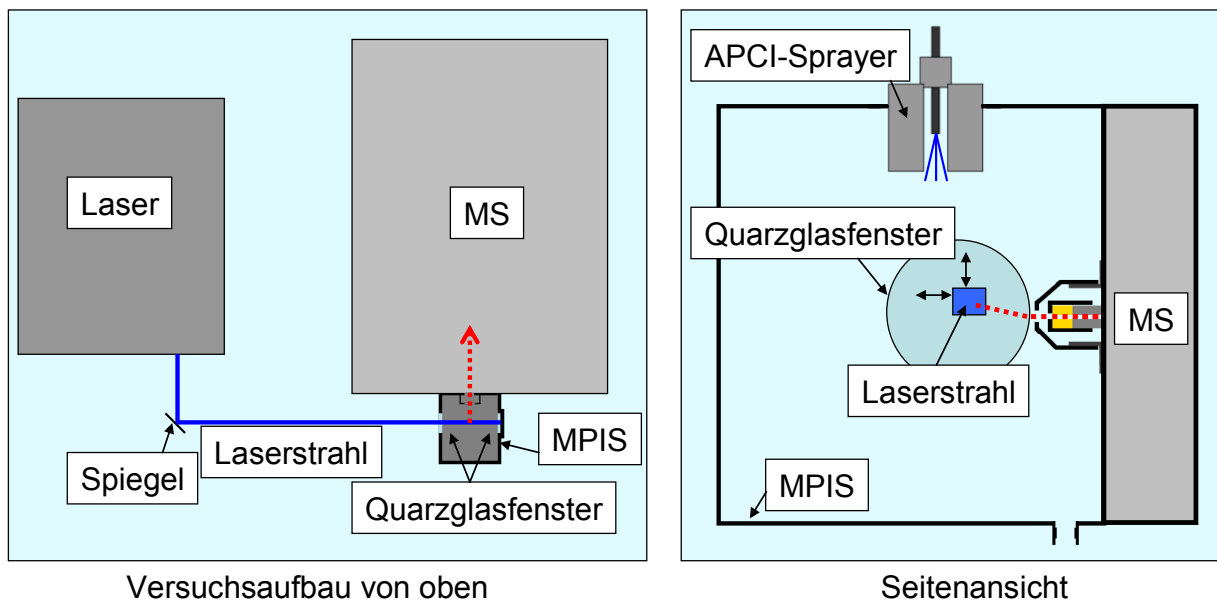 Laser
MS
Laserstrahl
Spiegel
MPIS
Quarzglasfenster
Versuchsaufbau von oben
APCI-Sprayer
Quarzglasfenster
MS
Laserstrahl
MPIS
Seitenansicht